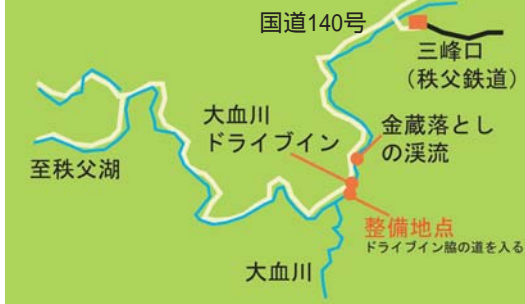 国道140号
三峰口
(秩父鉄道)
大血川
ドライブイン
金蔵落とし
の渓流
至秩父湖
整備地点
ドライブイン脇の道を入る
大血川